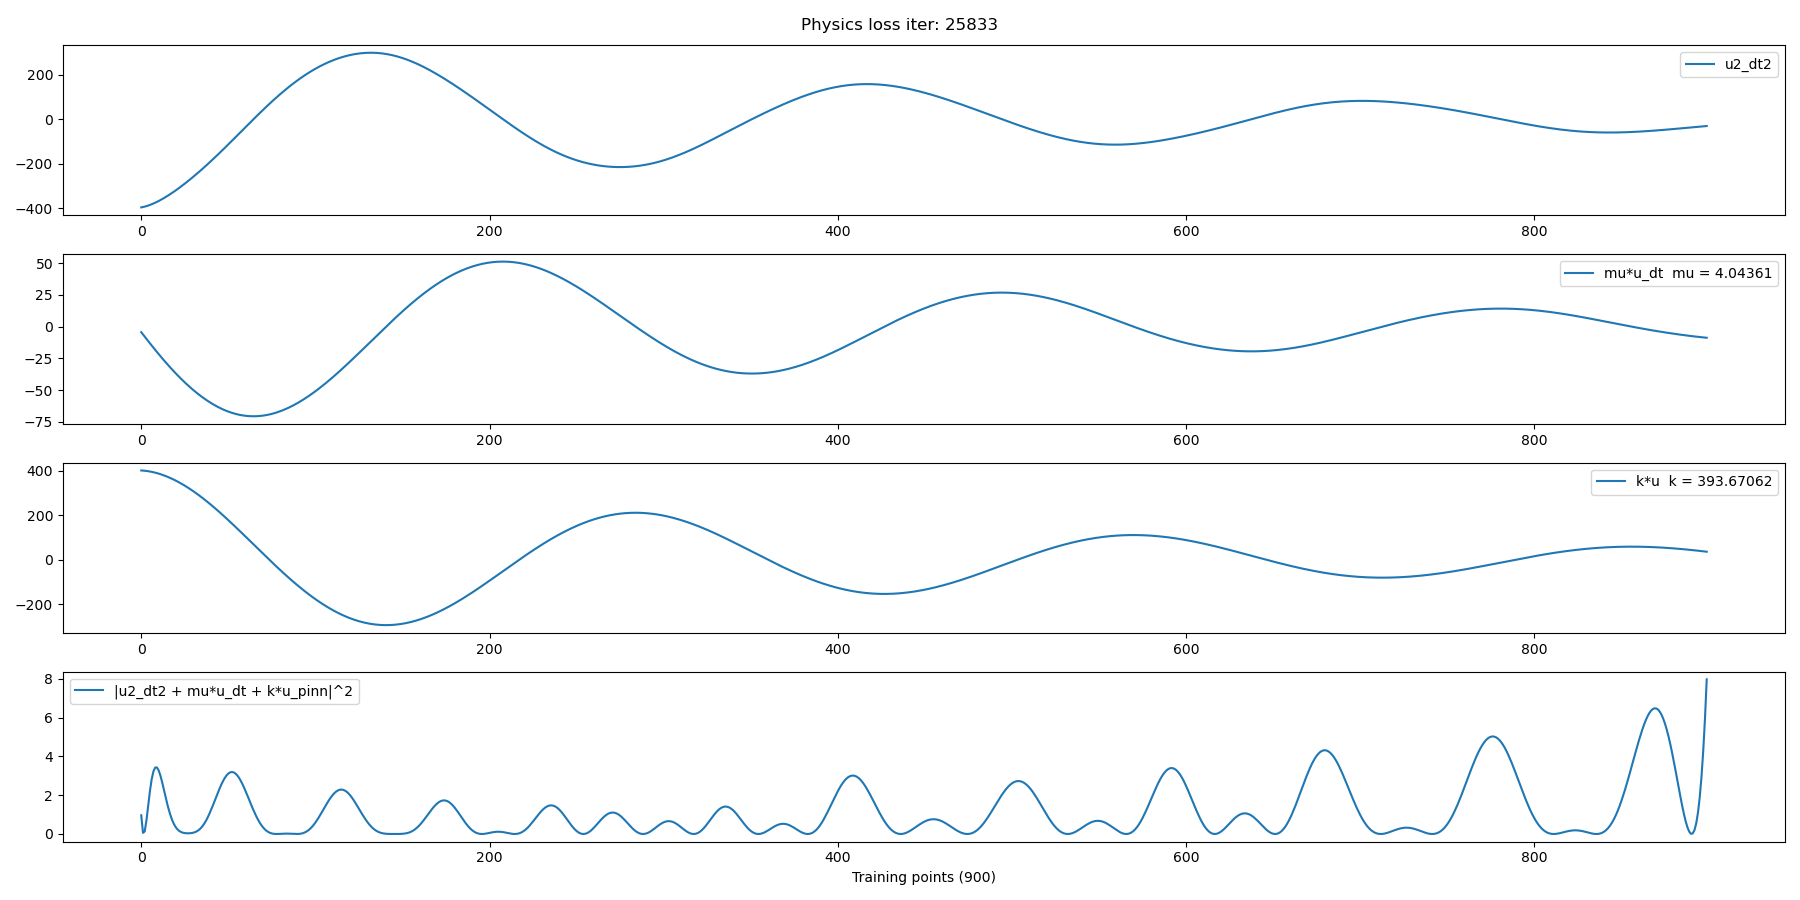 Physics loss iter: 25833
u2_dt2
200
0
−200
−400
0 200 400 600 800
mu*u_dt  mu = 4.04361
50
25
0
−25
−50
−75
0 200 400 600 800
k*u  k = 393.67062
400
200
0
−200
0 200 400 600 800
|u2_dt2 + mu*u_dt + k*u_pinn|^2
8
6
4
2
0
0 200 400 600 800
Training points (900)